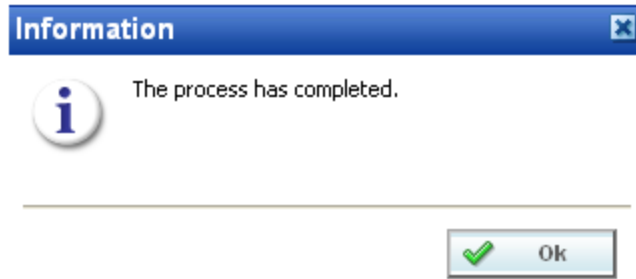 Information
The process has completed.
Ok